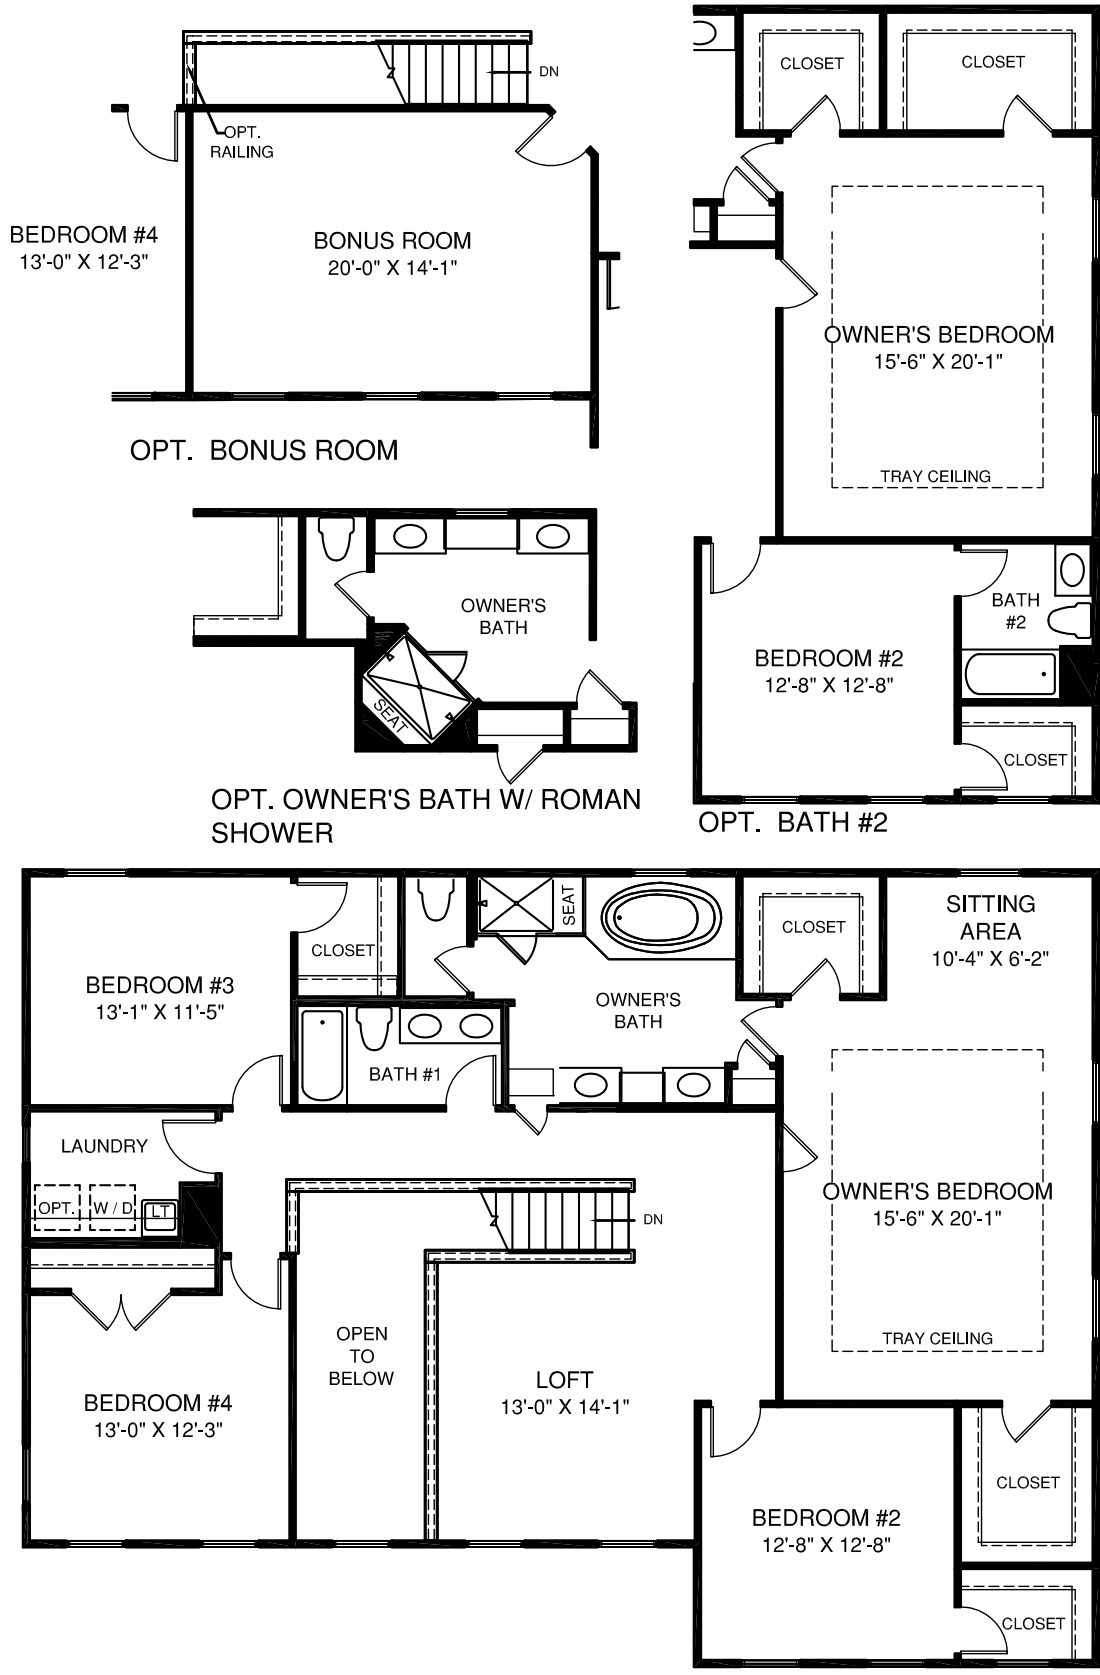 DN
OPT.
RAILING
BEDROOM #4
13'-0" X 12'-3"
BONUS ROOM
20'-0" X 14'-1"
OPT. BONUS ROOM
CLOSET
CLOSET
OWNER'S BEDROOM
15'-6" X 20'-1"
TRAY CEILING
BATH
#2
BEDROOM #2
12'-8" X 12'-8"
CLOSET
OPT. BATH #2
OWNER'S
BATH
SEAT
OPT. OWNER'S BATH W/ ROMAN
SHOWER
BEDROOM #3
13'-1" X 11'-5"
CLOSET
SEAT
OWNER'S
BATH
CLOSET
SITTING
AREA
10'-4" X 6'-2"
BATH #1
LAUNDRY
OPT.
W / D
LT
DN
OWNER'S BEDROOM
15'-6" X 20'-1"
TRAY CEILING
OPEN
TO
BELOW
LOFT
13'-0" X 14'-1"
BEDROOM #4
13'-0" X 12'-3"
CLOSET
BEDROOM #2
12'-8" X 12'-8"
CLOSET